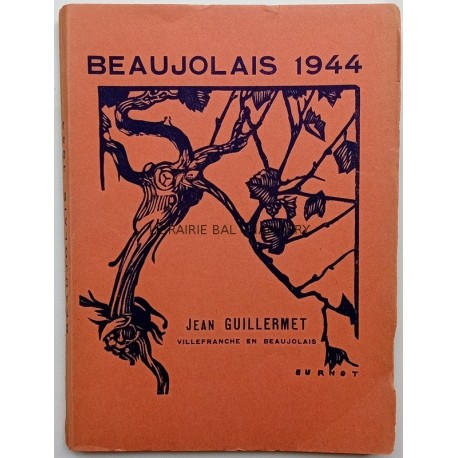 BEAUJOLAIS 1944
JEAN GUILLERMET
VILLEFRANCHE EN BEAUJOLAIS
BURNOT